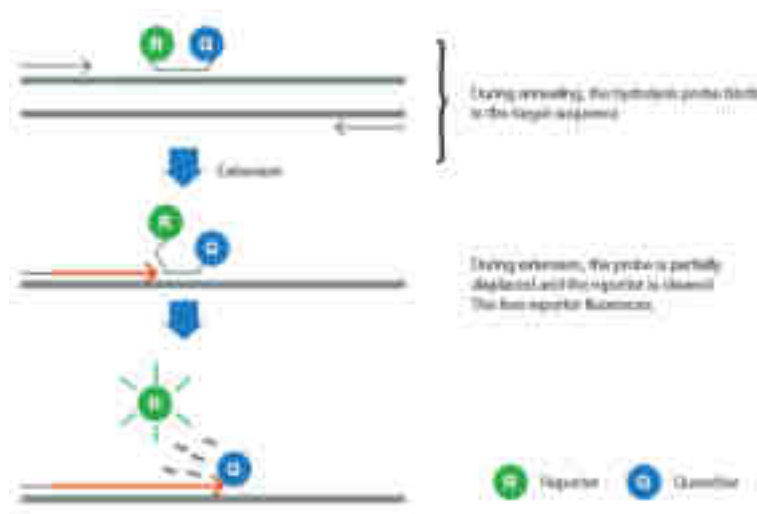 R Q
During annealing, the hydrolysis probe binds
to the target sequence
Extension
R
Q
During extension, the probe is partially
displaced and the reporter is cleaved
The free reporter fluoresces
R
Q
R Reporter Q Quencher